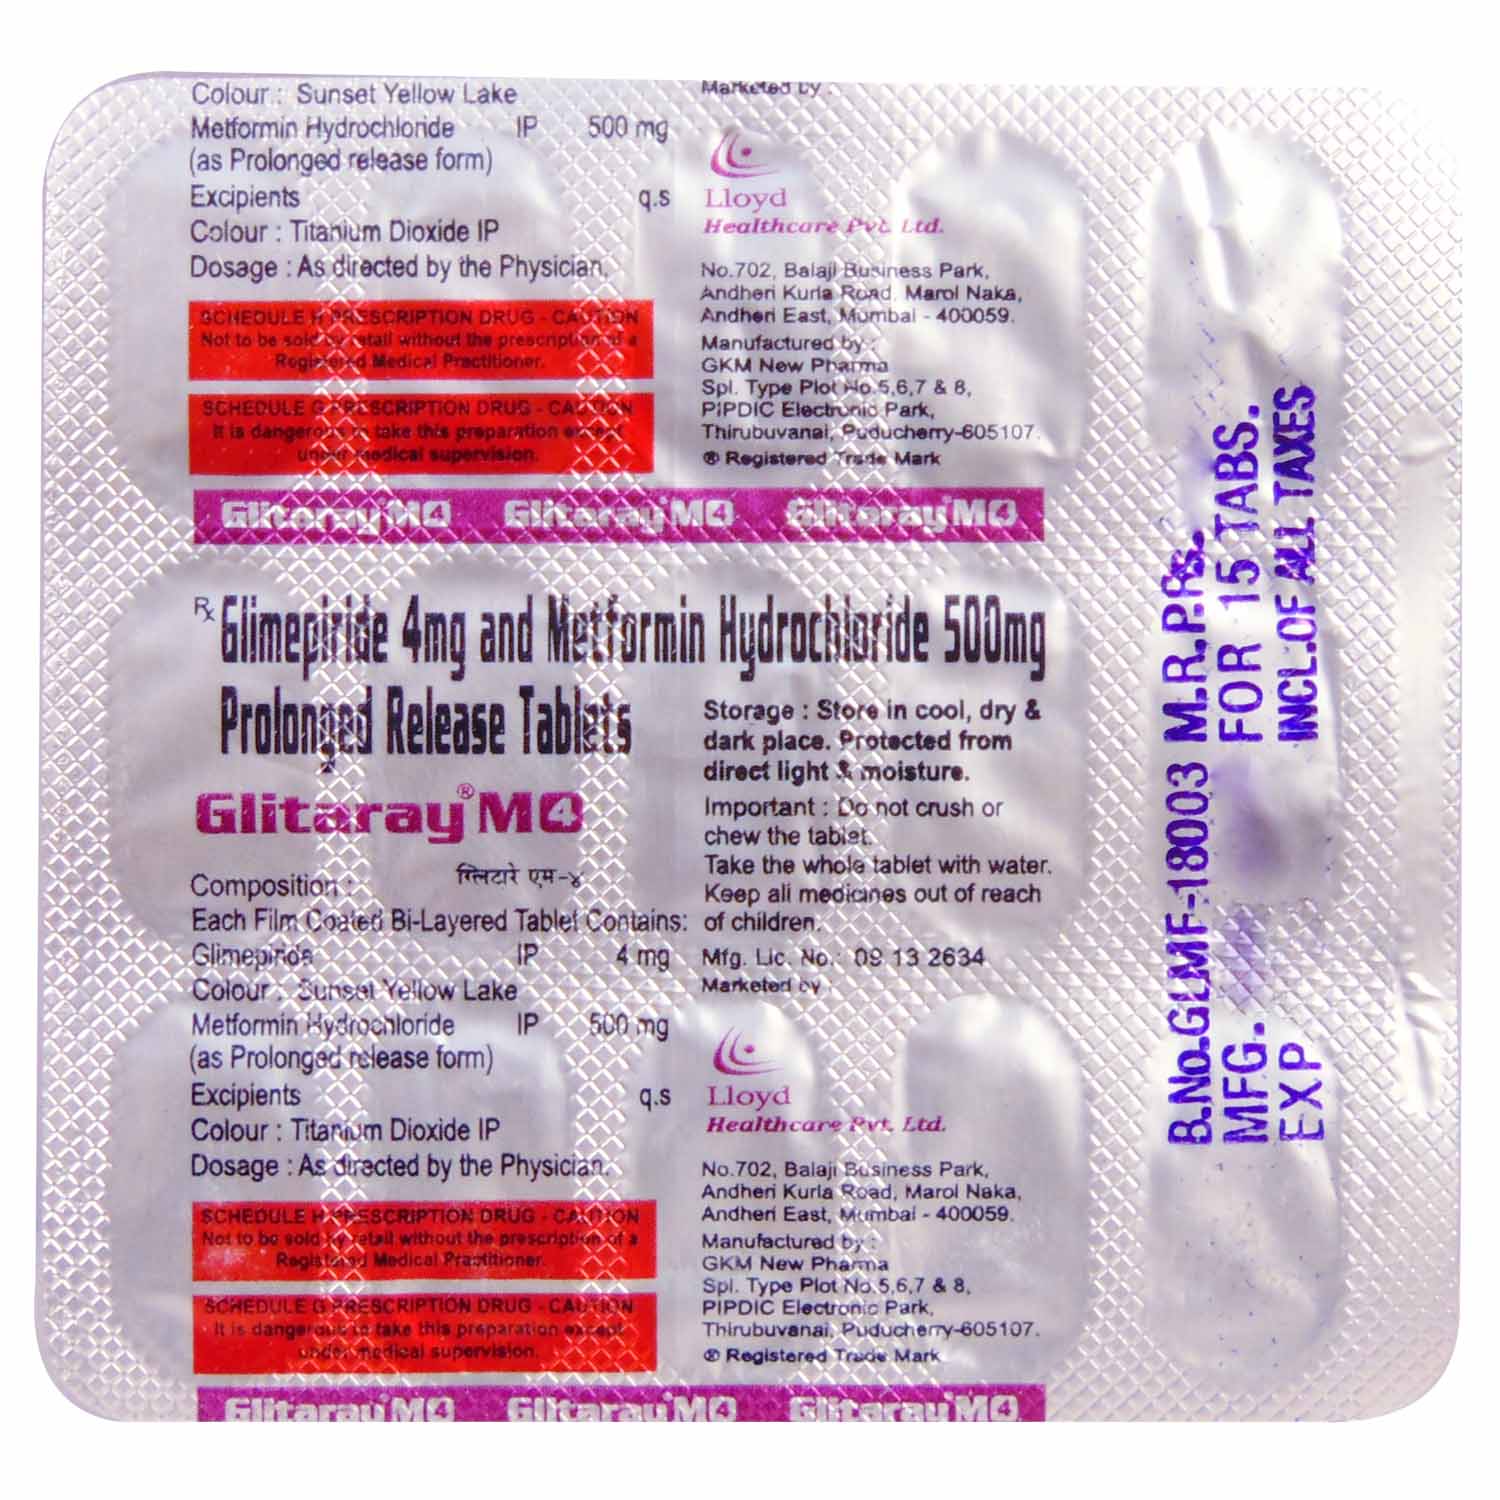 Colour : Sunset Yellow Lake
Metformin Hydrochloride IP 500 mg
(as Prolonged release form)
Excipients q.s
Colour : Titanium Dioxide IP
Dosage : As directed by the Physician.
SCHEDULE H PRESCRIPTION DRUG - CAUTION
Not to be sold by retail without the prescription of a
Registered Medical Practitioner.
SCHEDULE G PRESCRIPTION DRUG - CAUTION
It is dangerous to take this preparation except
under medical supervision.
Marketed by :
Lloyd
Healthcare Pvt. Ltd.
No.702, Balaji Business Park,
Andheri Kurla Road, Marol Naka,
Andheri East, Mumbai - 400059.
Manufactured by :
GKM New Pharma
Spl. Type Plot No.5,6,7 & 8,
PIPDIC Electronic Park,
Thirubuvanai, Puducherry-605107.
® Registered Trade Mark
Glitaray® M4 Glitaray® M4 Glitaray® M4
Rx Glimepiride 4mg and Metformin Hydrochloride 500mg
Prolonged Release Tablets
Glitaray® M4
ग्लिटारे एम-४
Composition :
Each Film Coated Bi-Layered Tablet Contains:
Glimepiride IP 4 mg
Colour : Sunset Yellow Lake
Metformin Hydrochloride IP 500 mg
(as Prolonged release form)
Excipients q.s
Colour : Titanium Dioxide IP
Dosage : As directed by the Physician.
SCHEDULE H PRESCRIPTION DRUG - CAUTION
Not to be sold by retail without the prescription of a
Registered Medical Practitioner.
SCHEDULE G PRESCRIPTION DRUG - CAUTION
It is dangerous to take this preparation except
under medical supervision.
Storage : Store in cool, dry &
dark place. Protected from
direct light & moisture.
Important : Do not crush or
chew the tablet.
Take the whole tablet with water.
Keep all medicines out of reach
of children.
Mfg. Lic. No.: 09 13 2634
Marketed by :
Lloyd
Healthcare Pvt. Ltd.
No.702, Balaji Business Park,
Andheri Kurla Road, Marol Naka,
Andheri East, Mumbai - 400059.
Manufactured by :
GKM New Pharma
Spl. Type Plot No.5,6,7 & 8,
PIPDIC Electronic Park,
Thirubuvanai, Puducherry-605107.
® Registered Trade Mark
Glitaray® M4 Glitaray® M4 Glitaray® M4
B.No.GLMF-18003 M.R.P.Rs.
MFG. FOR 15 TABS.
EXP INCL.OF ALL TAXES